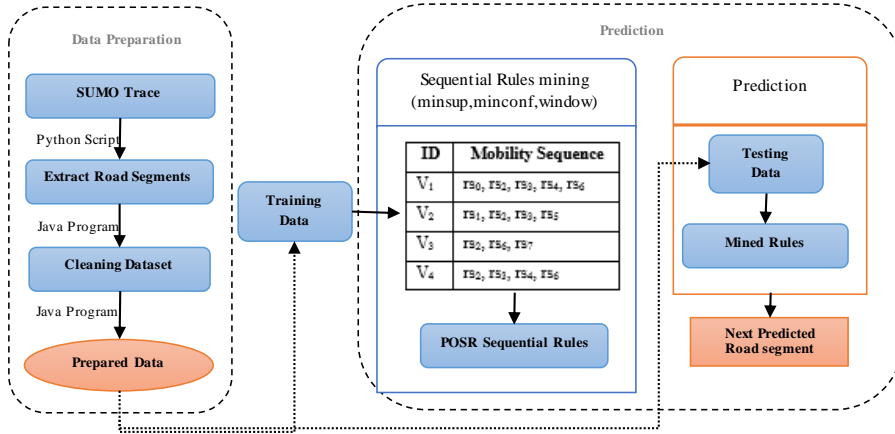 Data Preparation
SUMO Trace
Python Script
Extract Road Segments
Java Program
Cleaning Dataset
Java Program
Prepared Data
Training
Data
Prediction
Sequential Rules mining
(minsup,minconf,window)
ID Mobility Sequence
V1 rs0, rs2, rs3, rs4, rs6
V2 rs1, rs2, rs3, rs5
V3 rs2, rs6, rs7
V4 rs2, rs3, rs4, rs6
POSR Sequential Rules
Prediction
Testing
Data
Mined Rules
Next Predicted
Road segment